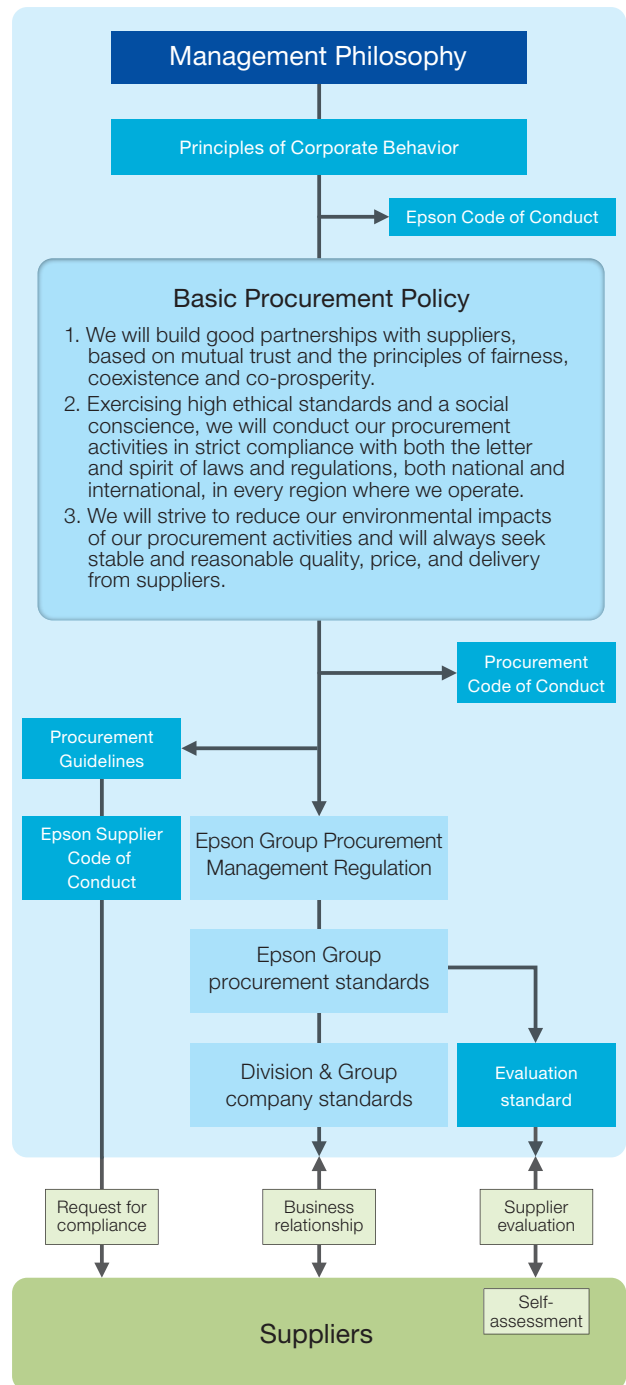 Management Philosophy
Principles of Corporate Behavior
Epson Code of Conduct
Basic Procurement Policy
1. We will build good partnerships with suppliers,
based on mutual trust and the principles of fairness,
coexistence and co-prosperity.
2. Exercising high ethical standards and a social
conscience, we will conduct our procurement
activities in strict compliance with both the letter
and spirit of laws and regulations, both national and
international, in every region where we operate.
3. We will strive to reduce our environmental impacts
of our procurement activities and will always seek
stable and reasonable quality, price, and delivery
from suppliers.
Procurement
Code of Conduct
Procurement
Guidelines
Epson Supplier
Code of
Conduct
Epson Group Procurement
Management Regulation
Epson Group
procurement standards
Division & Group
company standards
Evaluation
standard
Request for
compliance
Business
relationship
Supplier
evaluation
Self-
assessment
Suppliers